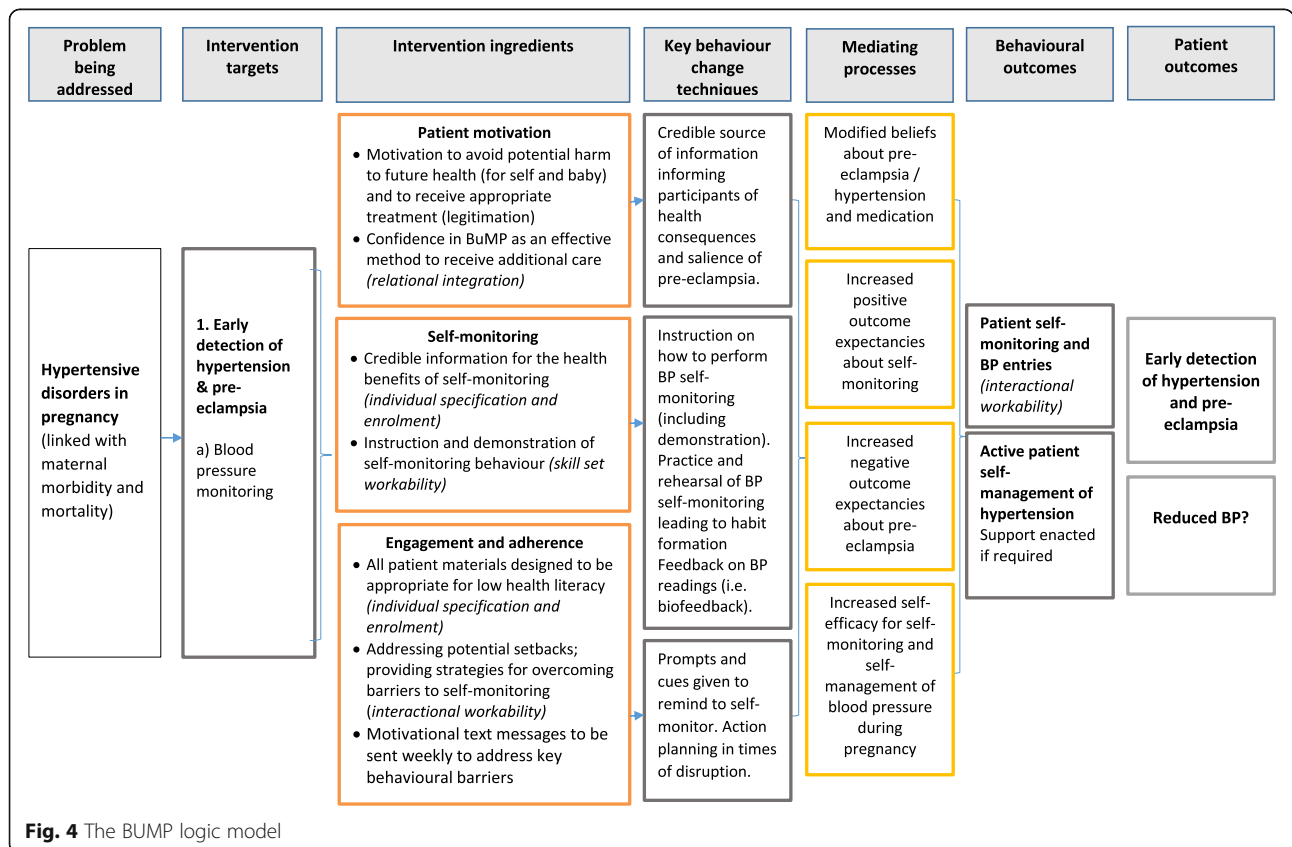 Problem
being
addressed
Intervention
targets
Intervention ingredients
Key behaviour
change
techniques
Mediating
processes
Behavioural
outcomes
Patient
outcomes
Hypertensive
disorders in
pregnancy
(linked with
maternal
morbidity and
mortality)
1. Early
detection of
hypertension
& pre-
eclampsia
a) Blood
pressure
monitoring
Patient motivation
• Motivation to avoid potential harm
to future health (for self and baby)
and to receive appropriate
treatment (legitimation)
• Confidence in BuMP as an effective
method to receive additional care
(relational integration)
Self-monitoring
• Credible information for the health
benefits of self-monitoring
(individual specification and
enrolment)
• Instruction and demonstration of
self-monitoring behaviour (skill set
workability)
Engagement and adherence
• All patient materials designed to be
appropriate for low health literacy
(individual specification and
enrolment)
• Addressing potential setbacks;
providing strategies for overcoming
barriers to self-monitoring
(interactional workability)
• Motivational text messages to be
sent weekly to address key
behavioural barriers
Credible source
of information
informing
participants of
health
consequences
and salience of
pre-eclampsia.
Instruction on
how to perform
BP self-
monitoring
(including
demonstration).
Practice and
rehearsal of BP
self-monitoring
leading to habit
formation
Feedback on BP
readings (i.e.
biofeedback).
Prompts and
cues given to
remind to self-
monitor. Action
planning in times
of disruption.
Modified beliefs
about pre-
eclampsia /
hypertension
and medication
Increased
positive
outcome
expectancies
about self-
monitoring
Increased
negative
outcome
expectancies
about pre-
eclampsia
Increased self-
efficacy for self-
monitoring and
self-
management of
blood pressure
during
pregnancy
Patient self-
monitoring and
BP entries
(interactional
workability)
Active patient
self-
management of
hypertension
Support enacted
if required
Early detection
of hypertension
and pre-
eclampsia
Reduced BP?
Fig. 4 The BUMP logic model